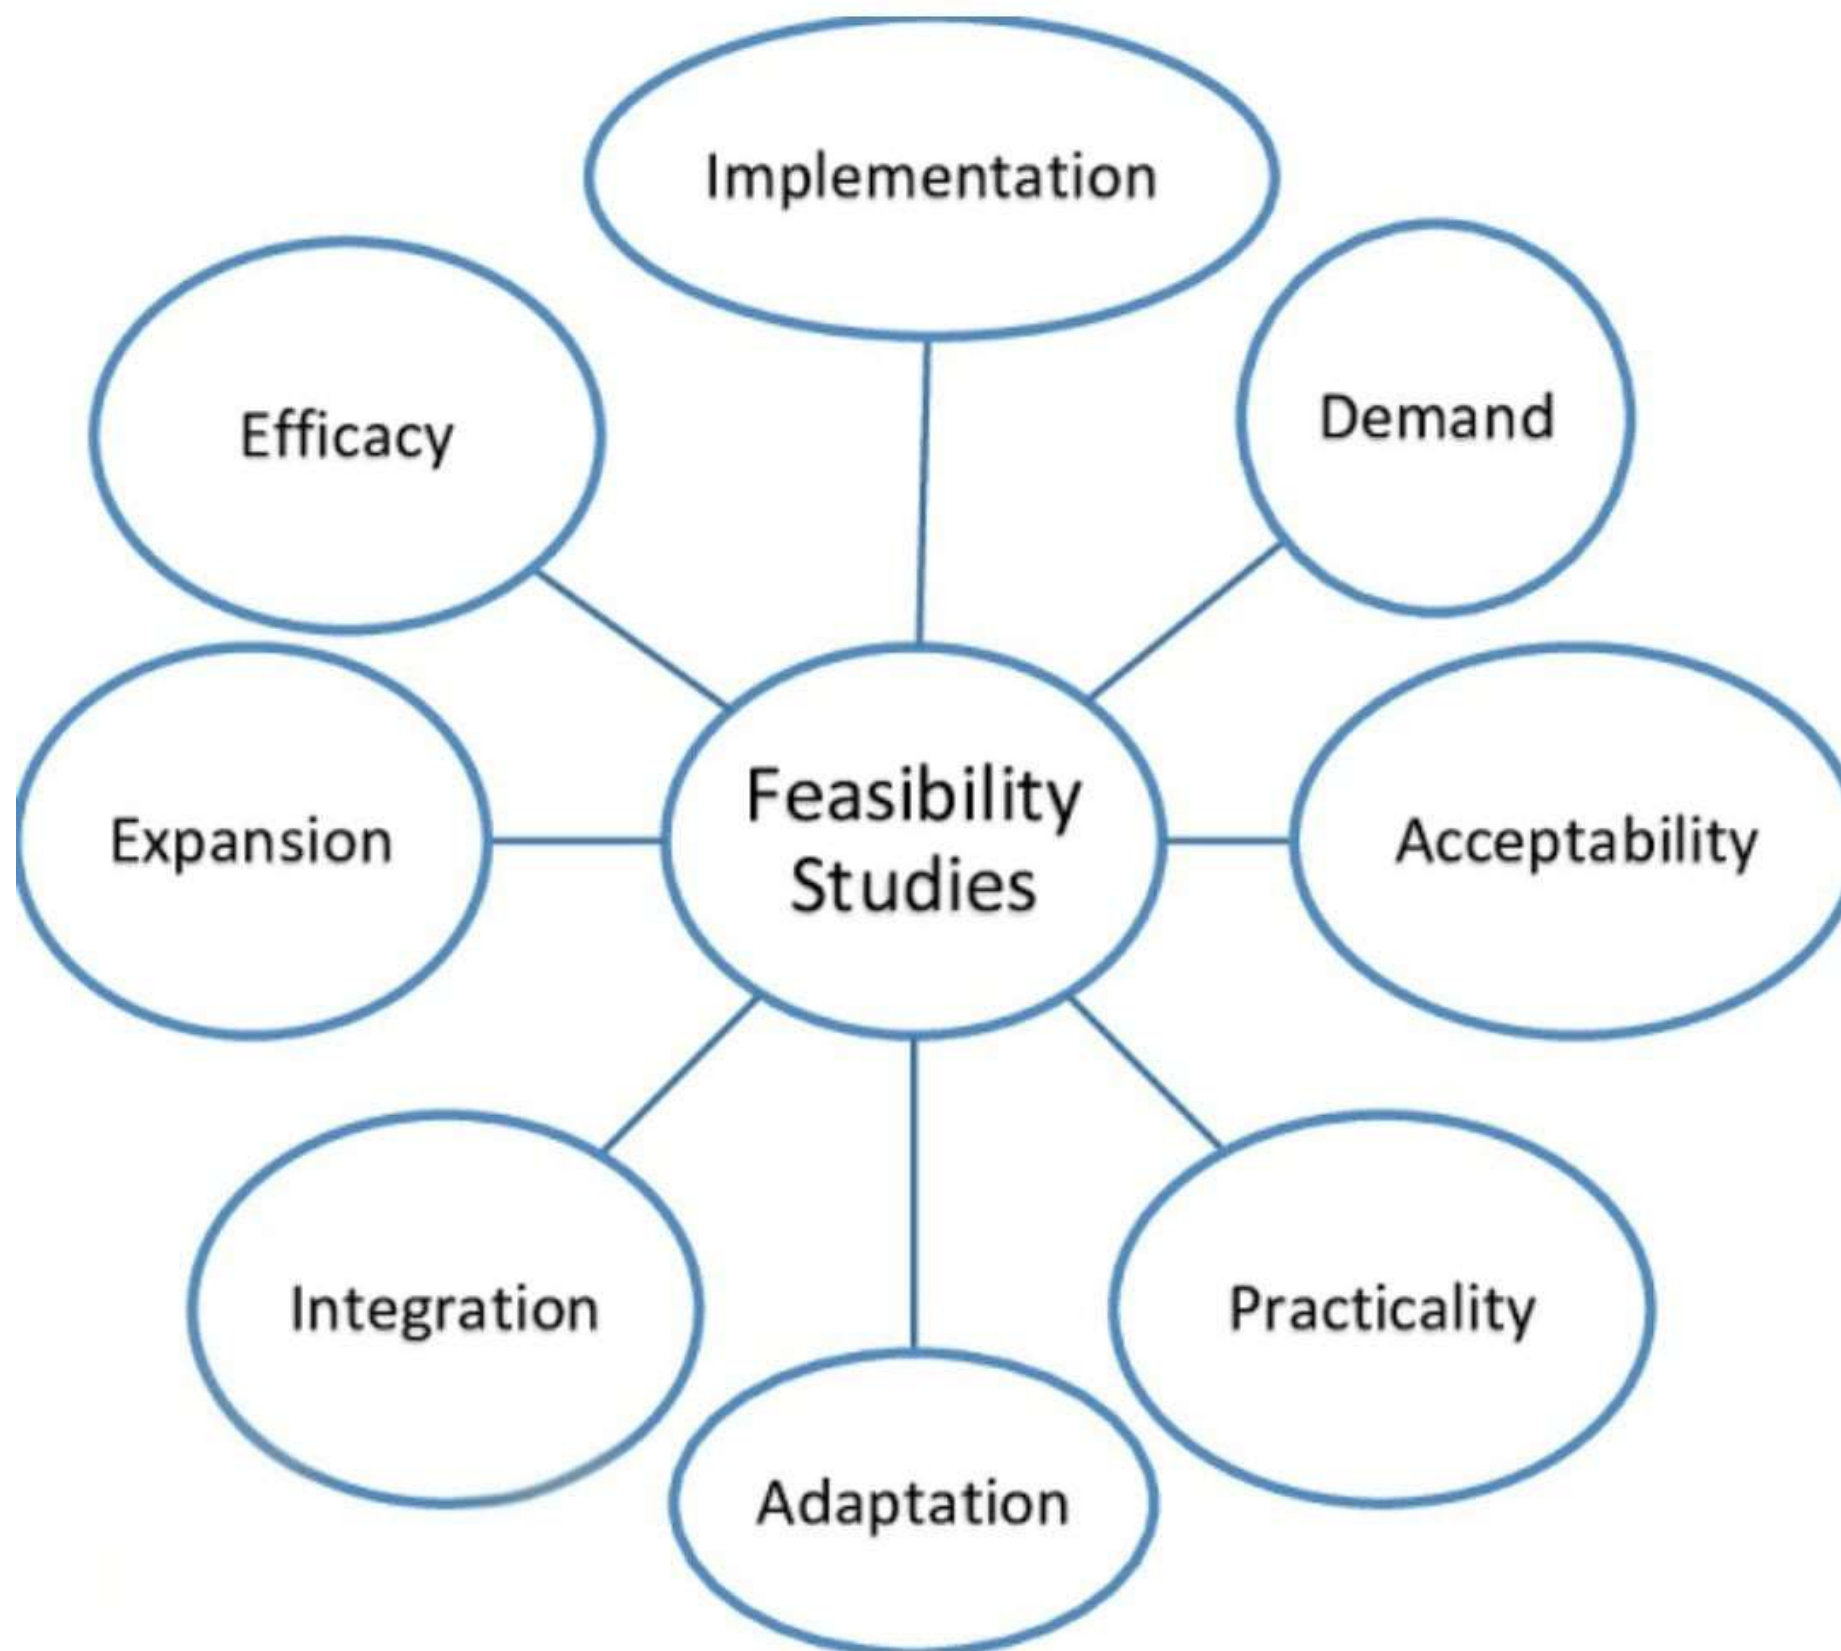 Implementation
Demand
Efficacy
Feasibility
Studies
Expansion
Acceptability
Integration
Practicality
Adaptation